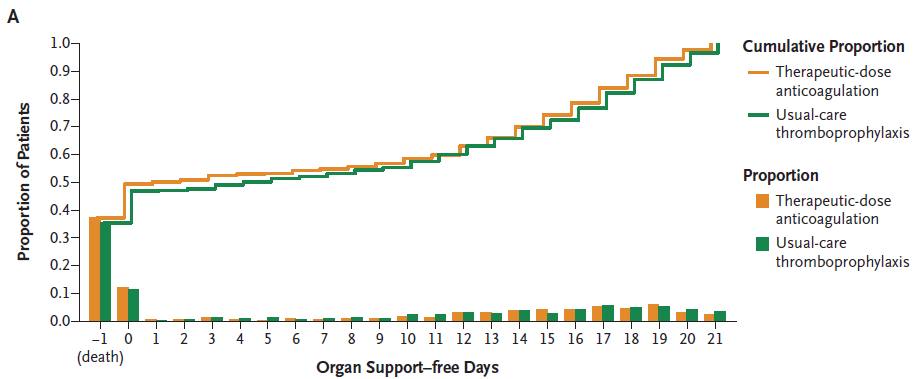 A
1.0
0.9
0.8
0.7
0.6
0.5
0.4
0.3
0.2
0.1
0.0
Proportion of Patients
−1 0 1 2 3 4 5 6 7 8 9 10 11 12 13 14 15 16 17 18 19 20 21
(death)
Organ Support–free Days
Cumulative Proportion
Therapeutic-dose
anticoagulation
Usual-care
thromboprophylaxis
Proportion
Therapeutic-dose
anticoagulation
Usual-care
thromboprophylaxis